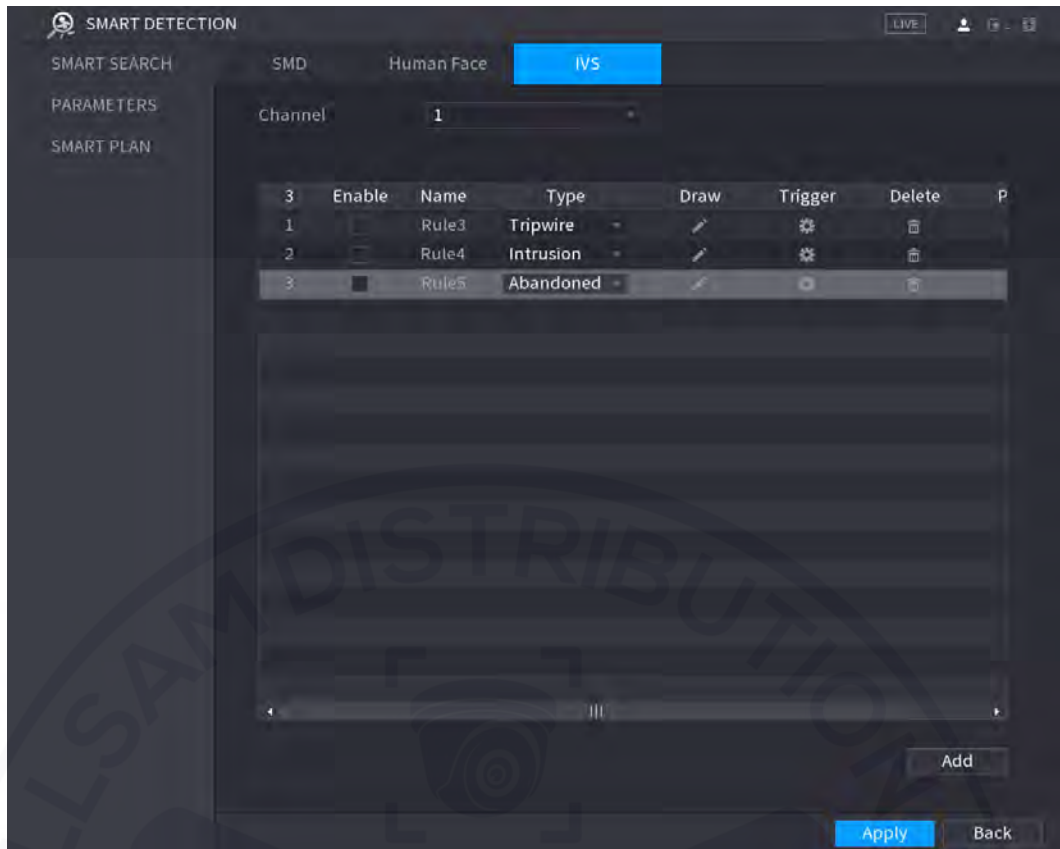 SMART DETECTION
LIVE
SMART SEARCH
SMD
Human Face
IVS
PARAMETERS
Channel
1
SMART PLAN
3 Enable Name Type Draw Trigger Delete P
1 Rule3 Tripwire
2 Rule4 Intrusion
3 Rule5 Abandoned
DISTRIBUTION
Add
Apply
Back